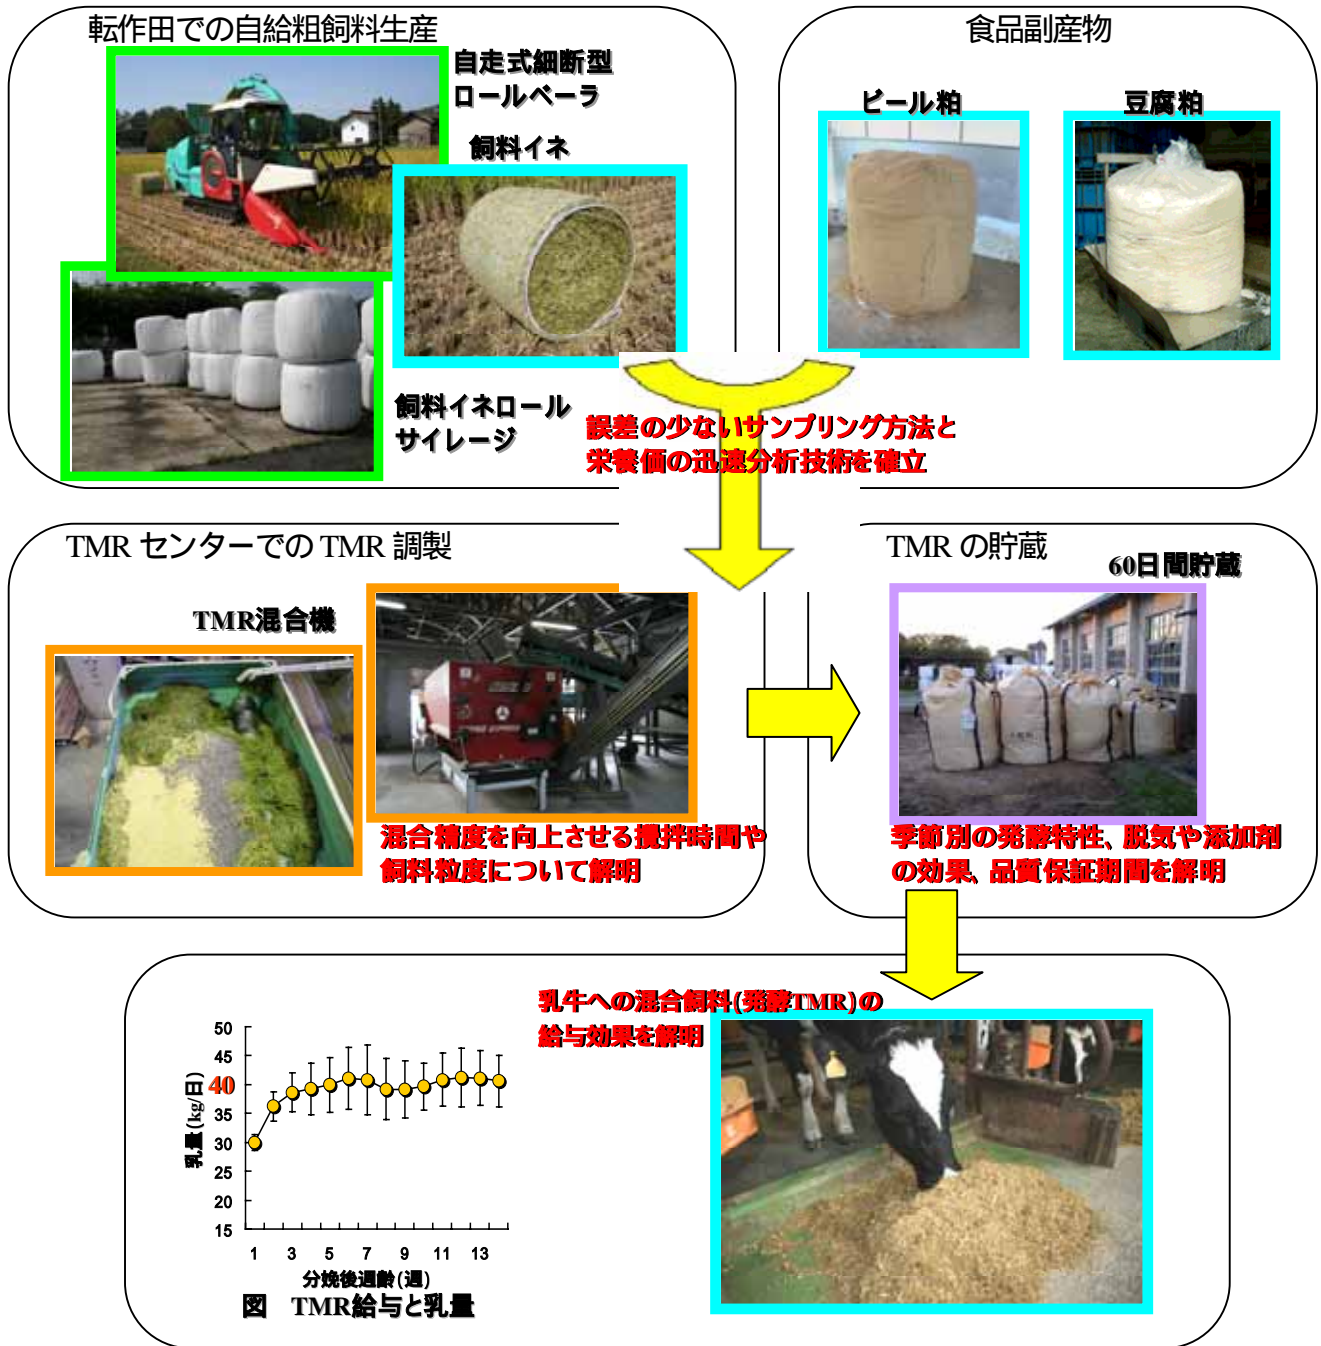 転作田での自給粗飼料生産
自走式細断型
ロールベーラ
飼料イネ
飼料イネロール
サイレージ
食品副産物
ビール粕
豆腐粕
誤差の少ないサンプリング方法と
栄養価の迅速分析技術を確立
TMR センターでの TMR 調製
TMR混合機
混合精度を向上させる攪拌時間や
飼料粒度について解明
TMR の貯蔵
60日間貯蔵
季節別の発酵特性、脱気や添加剤
の効果、品質保証期間を解明
乳牛への混合飼料(発酵TMR)の
給与効果を解明
乳量(kg/日)
50
45
40
35
30
25
20
15
1 3 5 7 9 11 13
分娩後週齢(週)
図 TMR給与と乳量